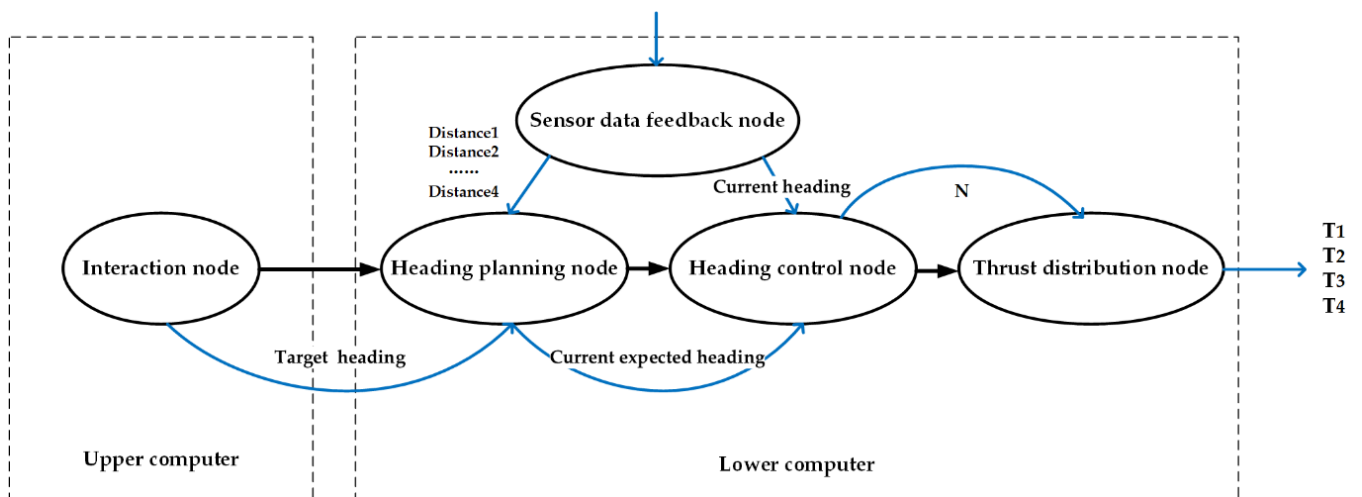 Sensor data feedback node
Distance1
Distance2
......
Distance4
Current heading
N
Interaction node
Heading planning node
Heading control node
Thrust distribution node
T1
T2
T3
T4
Target heading
Current expected heading
Upper computer
Lower computer